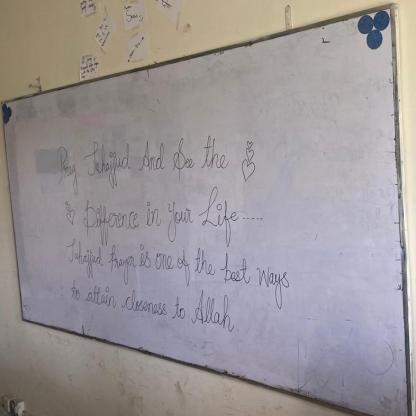 Pray Tahajjud And See the
Difference in Your Life.....
Tahajjud prayer is one of the best ways
to attain closeness to Allah.